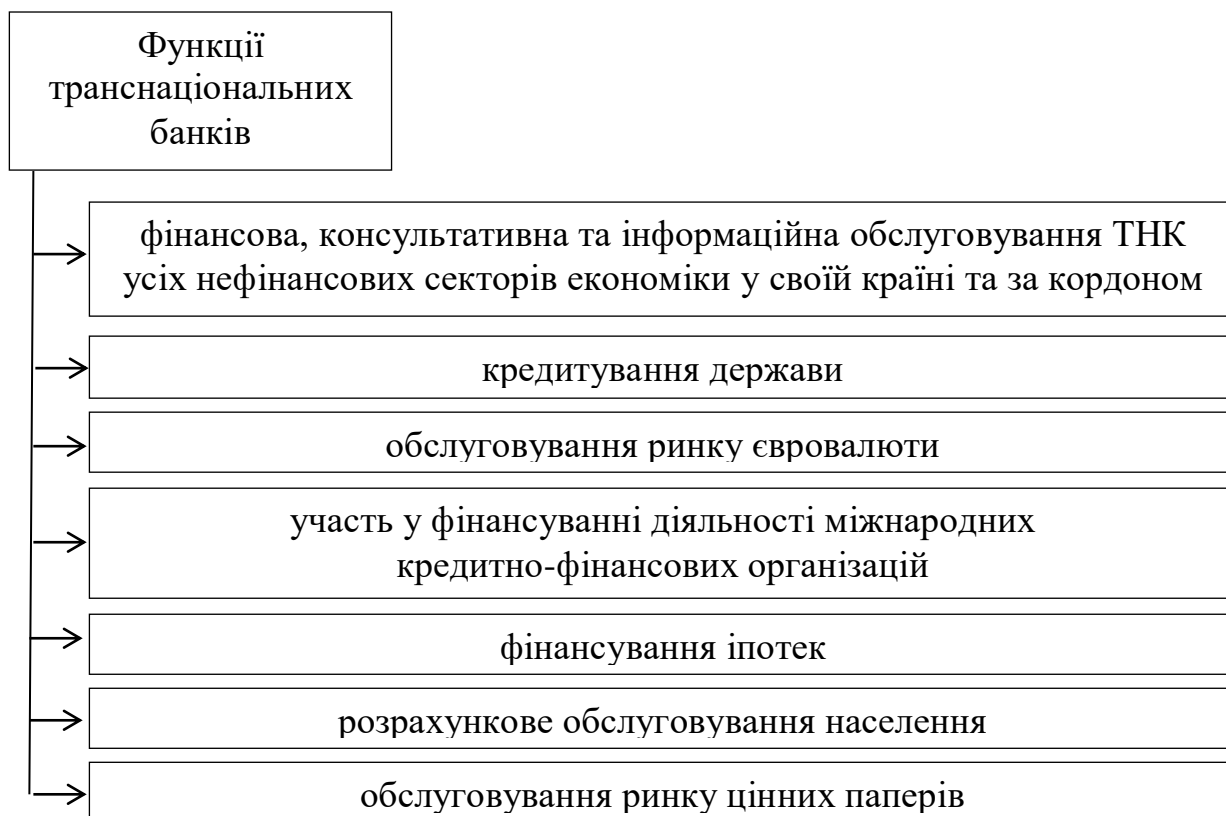 Функції
транснаціональних
банків
фінансова, консультативна та інформаційна обслуговування ТНК
усіх нефінансових секторів економіки у своїй країні та за кордоном
кредитування держави
обслуговування ринку євровалюти
участь у фінансуванні діяльності міжнародних
кредитно-фінансових організацій
фінансування іпотек
розрахункове обслуговування населення
обслуговування ринку цінних паперів